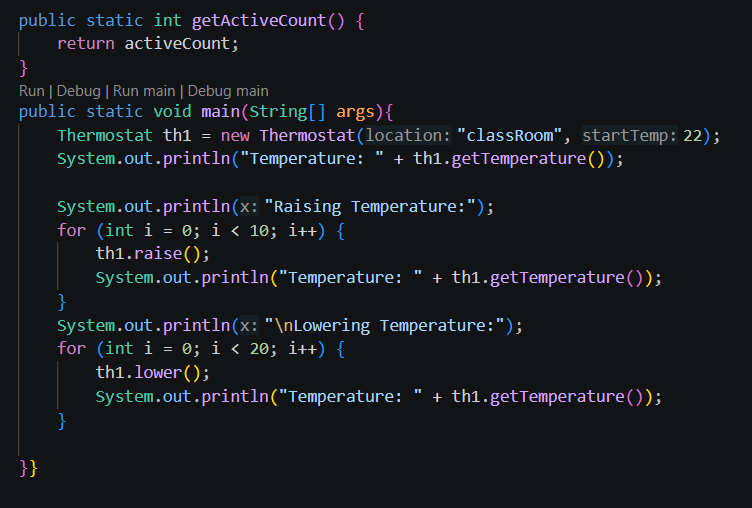 public static int getActiveCount() {
    return activeCount;
}
Run | Debug | Run main | Debug main
public static void main(String[] args){
    Thermostat th1 = new Thermostat(location: "classRoom", startTemp: 22);
    System.out.println("Temperature: " + th1.getTemperature());
    System.out.println(x: "Raising Temperature:");
    for (int i = 0; i < 10; i++) {
        th1.raise();
        System.out.println("Temperature: " + th1.getTemperature());
    }
    System.out.println(x: "\nLowering Temperature:");
    for (int i = 0; i < 20; i++) {
        th1.lower();
        System.out.println("Temperature: " + th1.getTemperature());
    }
}}